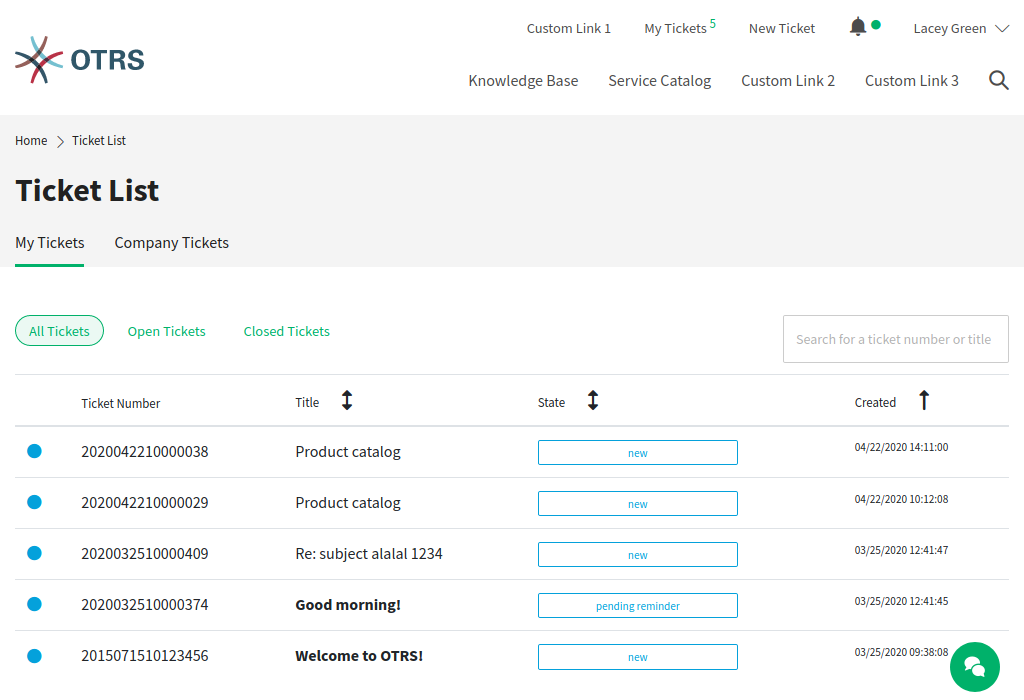 Custom Link 1 My Tickets 5 New Ticket Lacey Green
OTRS
Knowledge Base Service Catalog Custom Link 2 Custom Link 3
Home Ticket List
Ticket List
My Tickets Company Tickets
All Tickets Open Tickets Closed Tickets Search for a ticket number or title
Ticket Number Title State Created
2020042210000038 Product catalog new 04/22/2020 14:11:00
2020042210000029 Product catalog new 04/22/2020 10:12:08
2020032510000409 Re: subject alalal 1234 new 03/25/2020 12:41:47
2020032510000374 Good morning! pending reminder 03/25/2020 12:41:45
2015071510123456 Welcome to OTRS! new 03/25/2020 09:38:08